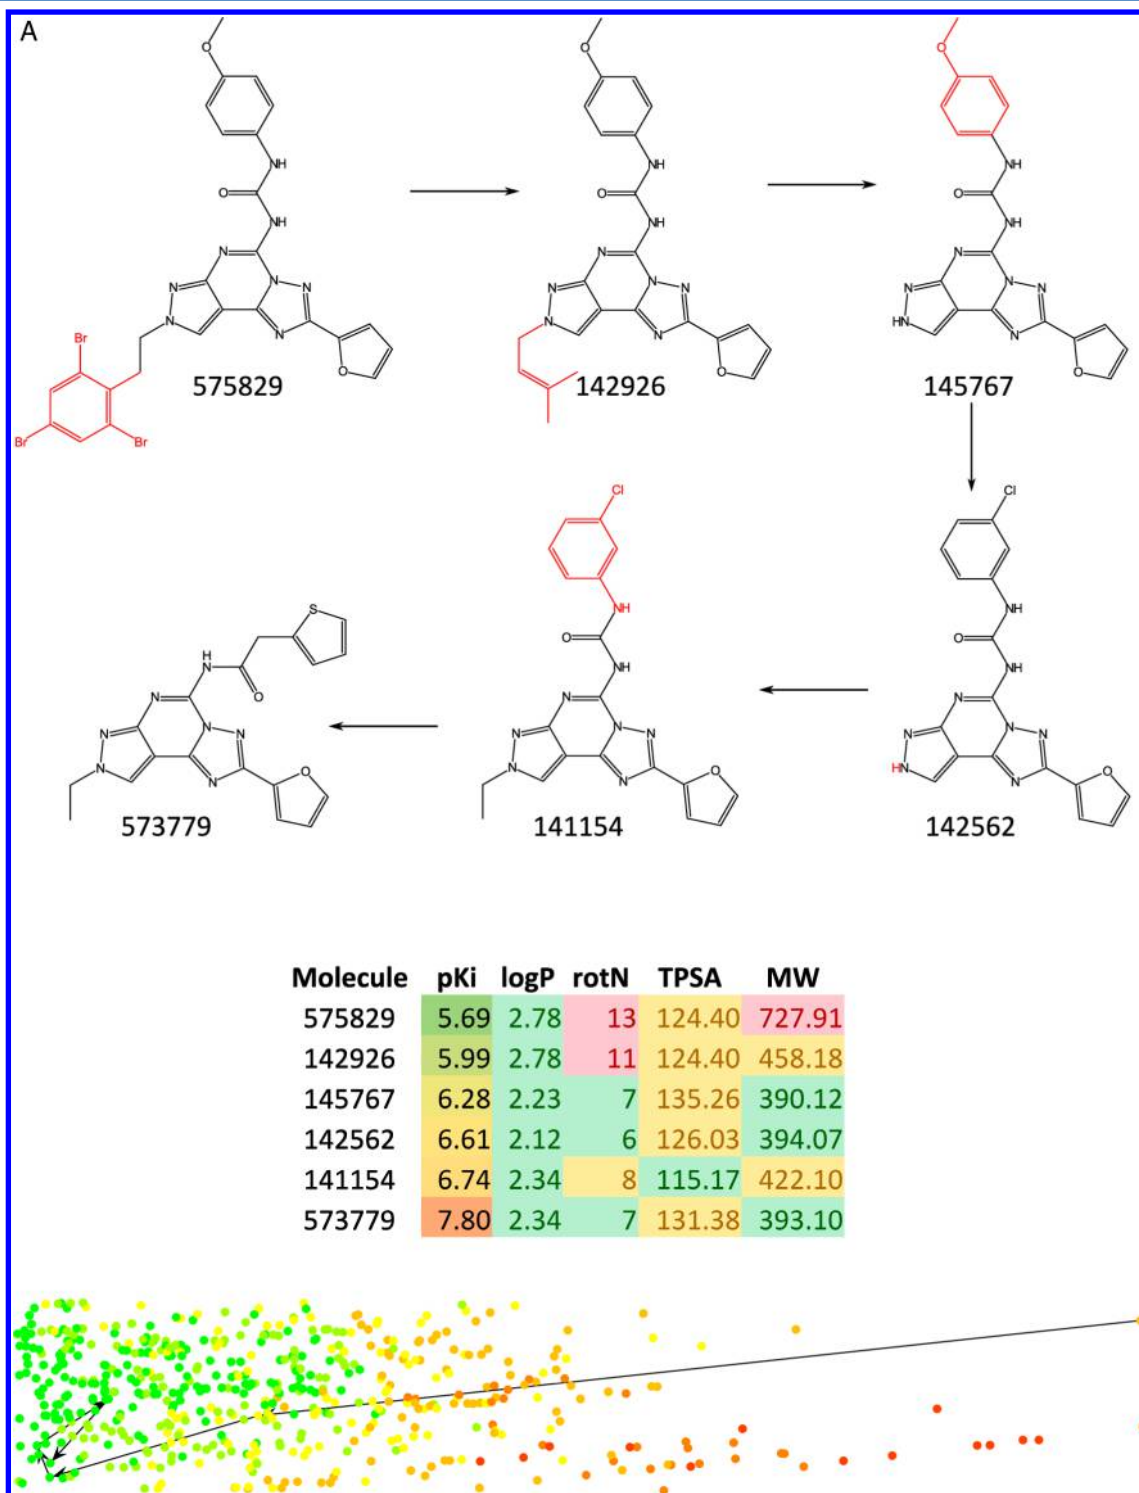 A
575829
142926
145767
573779
141154
142562
Molecule pKi logP rotN TPSA MW
575829 5.69 2.78 13 124.40 727.91
142926 5.99 2.78 11 124.40 458.18
145767 6.28 2.23 7 135.26 390.12
142562 6.61 2.12 6 126.03 394.07
141154 6.74 2.34 8 115.17 422.10
573779 7.80 2.34 7 131.38 393.10